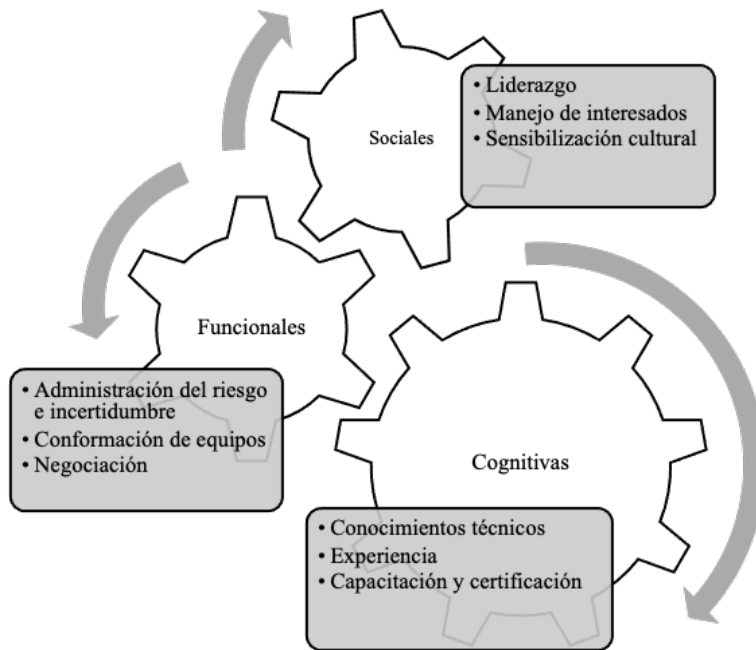 Sociales
• Liderazgo
• Manejo de interesados
• Sensibilización cultural
Funcionales
• Administración del riesgo
e incertidumbre
• Conformación de equipos
• Negociación
Cognitivas
• Conocimientos técnicos
• Experiencia
• Capacitación y certificación